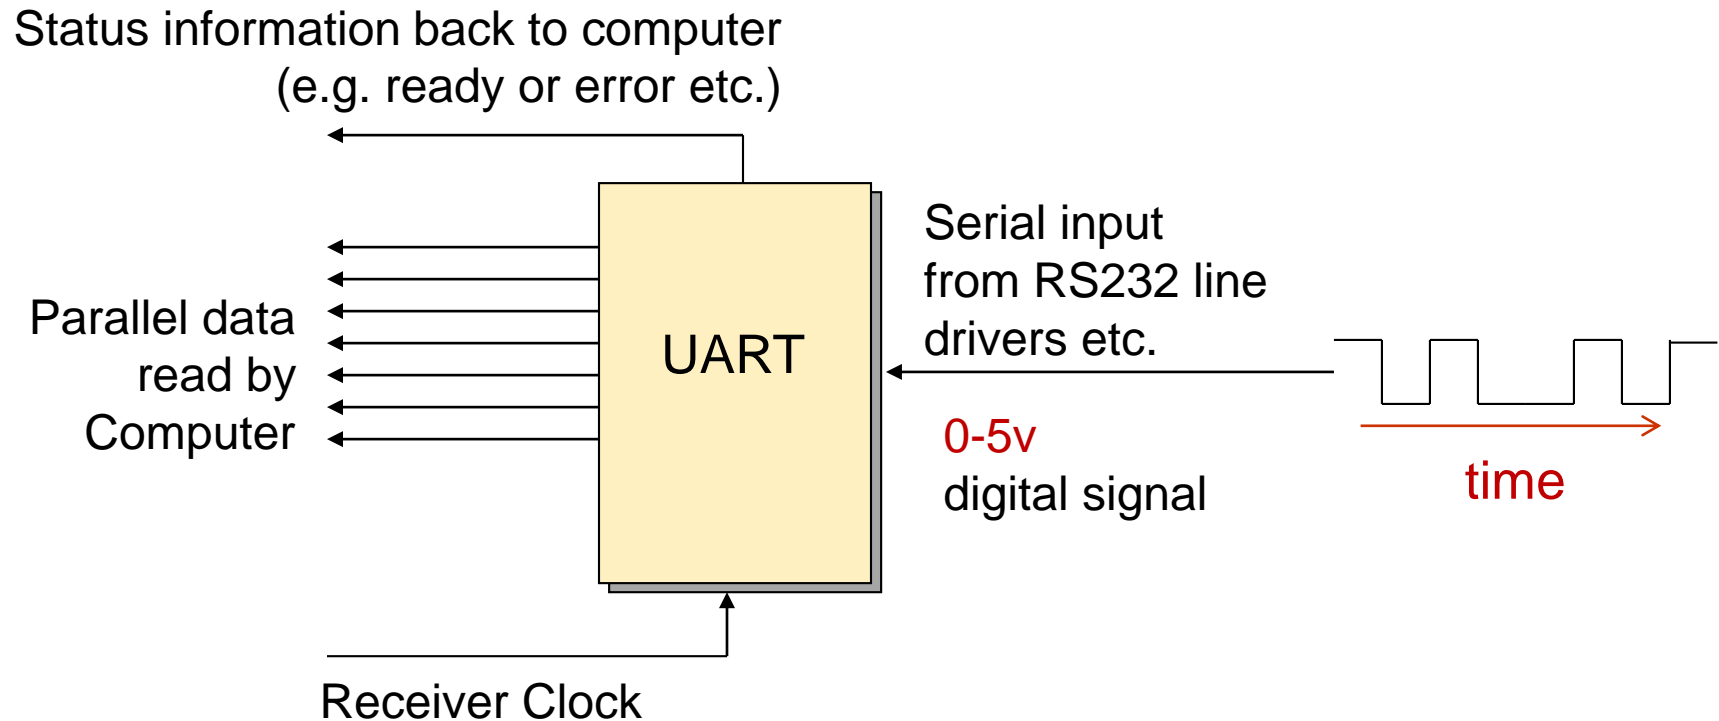 Status information back to computer
(e.g. ready or error etc.)
Parallel data
read by
Computer
UART
Serial input
from RS232 line
drivers etc.
0-5v
digital signal
time
Receiver Clock